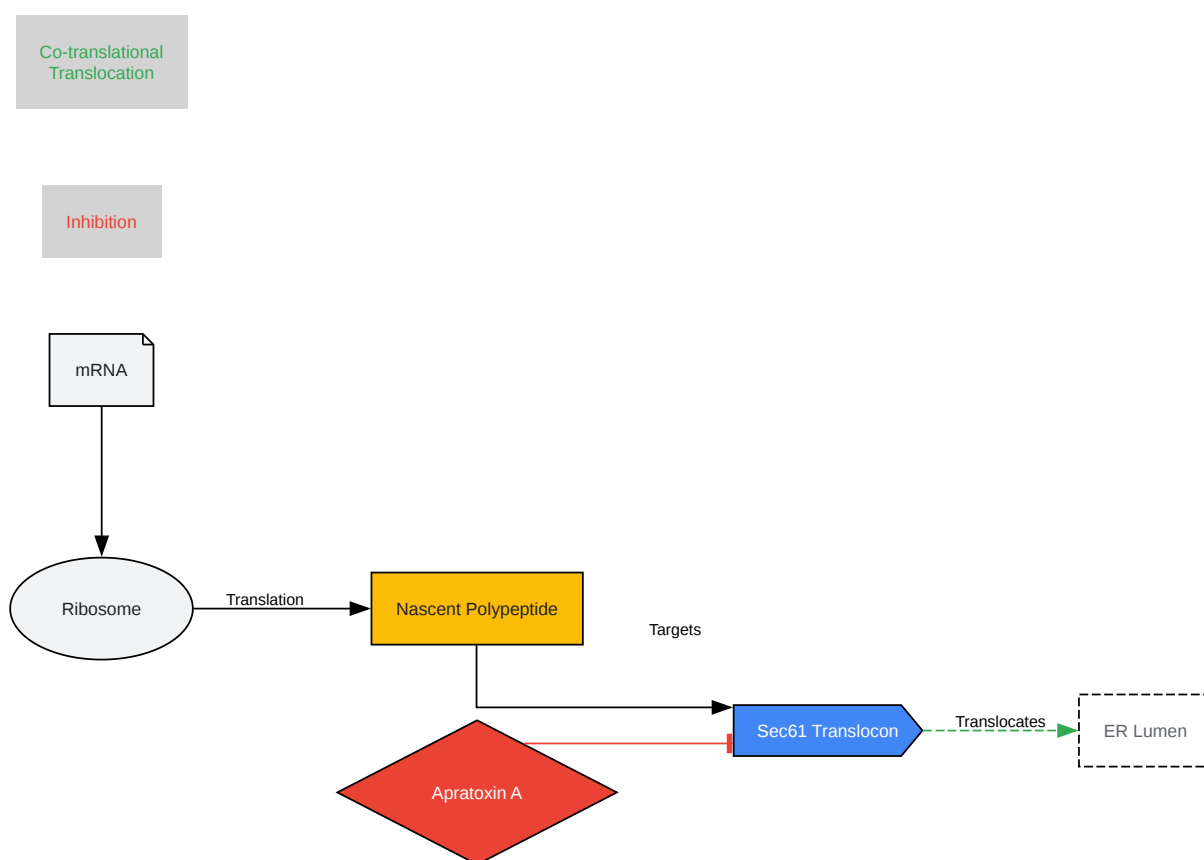 Co-translational
Translocation
Inhibition
mRNA
Ribosome
Translation
Nascent Polypeptide
Targets
Sec61 Translocon
Translocates
ER Lumen
Apratoxin A